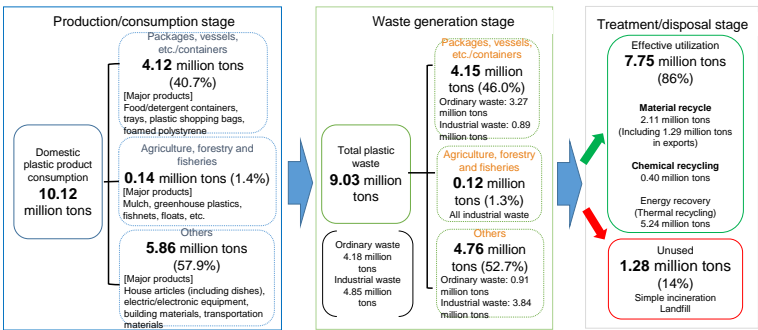 Production/consumption stage
Packages, vessels,
etc./containers
4.12 million tons
(40.7%)
[Major products]
Food/detergent containers,
trays, plastic shopping bags,
foamed polystyrene
Domestic
plastic product
consumption
10.12
million tons
Agriculture, forestry and
fisheries
0.14 million tons (1.4%)
[Major products]
Mulch, greenhouse plastics,
fishnets, floats, etc.
Others
5.86 million tons
(57.9%)
[Major products]
House articles (including dishes),
electric/electronic equipment,
building materials, transportation
materials
Waste generation stage
Packages, vessels,
etc./containers
4.15 million
tons (46.0%)
Ordinary waste: 3.27
million tons
Industrial waste: 0.89
million tons
Total plastic
waste
9.03 million
tons
Ordinary waste
4.18 million
tons
Industrial waste
4.85 million
tons
Agriculture, forestry
and fisheries
0.12 million
tons (1.3%)
All industrial waste
Others
4.76 million
tons (52.7%)
Ordinary waste: 0.91
million tons
Industrial waste: 3.84
million tons
Treatment/disposal stage
Effective utilization
7.75 million tons
(86%)
Material recycle
2.11 million tons
(Including 1.29 million tons
in exports)
Chemical recycling
0.40 million tons
Energy recovery
(Thermal recycling)
5.24 million tons
Unused
1.28 million tons
(14%)
Simple incineration
Landfill